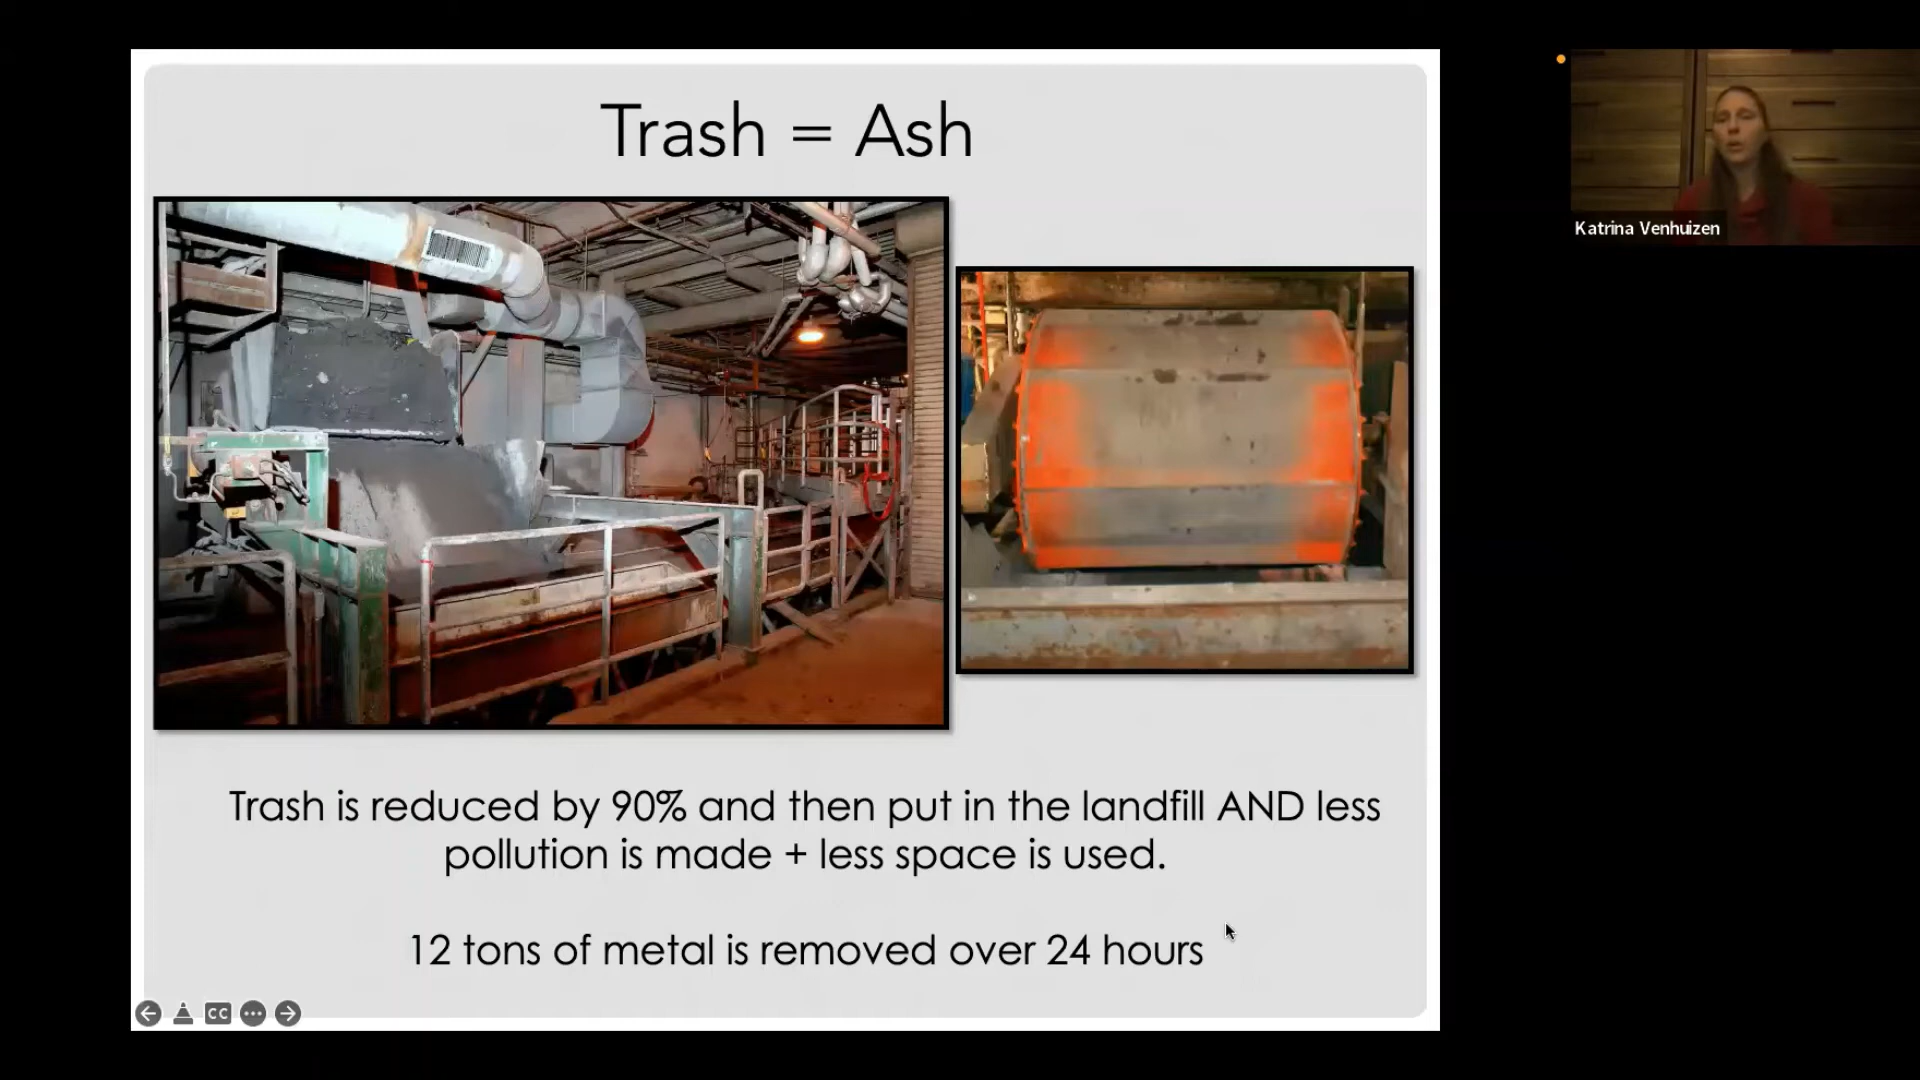 Trash = Ash
Katrina Venhuizen
Trash is reduced by 90% and then put in the landfill AND less
pollution is made + less space is used.
12 tons of metal is removed over 24 hours
CC